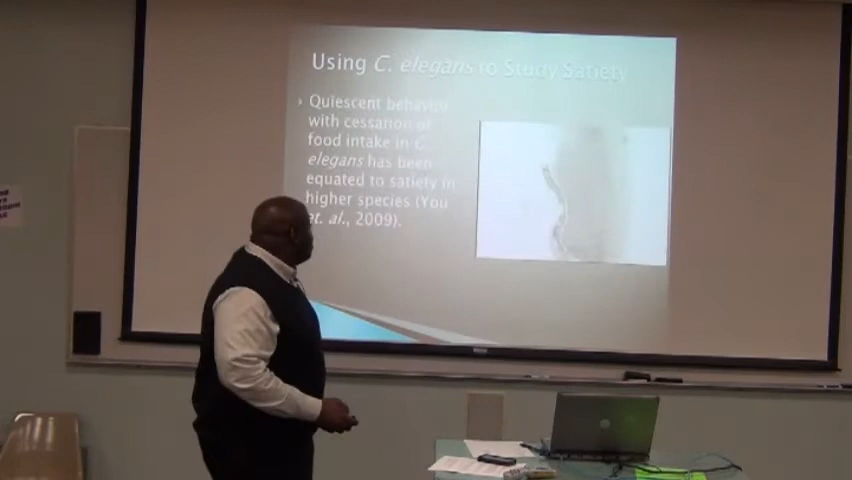 Using C. elegans to Study Satiety
Quiescent behavior
with cessation of
food intake in C.
elegans has been
equated to satiety in
higher species (You
et. al., 2009).